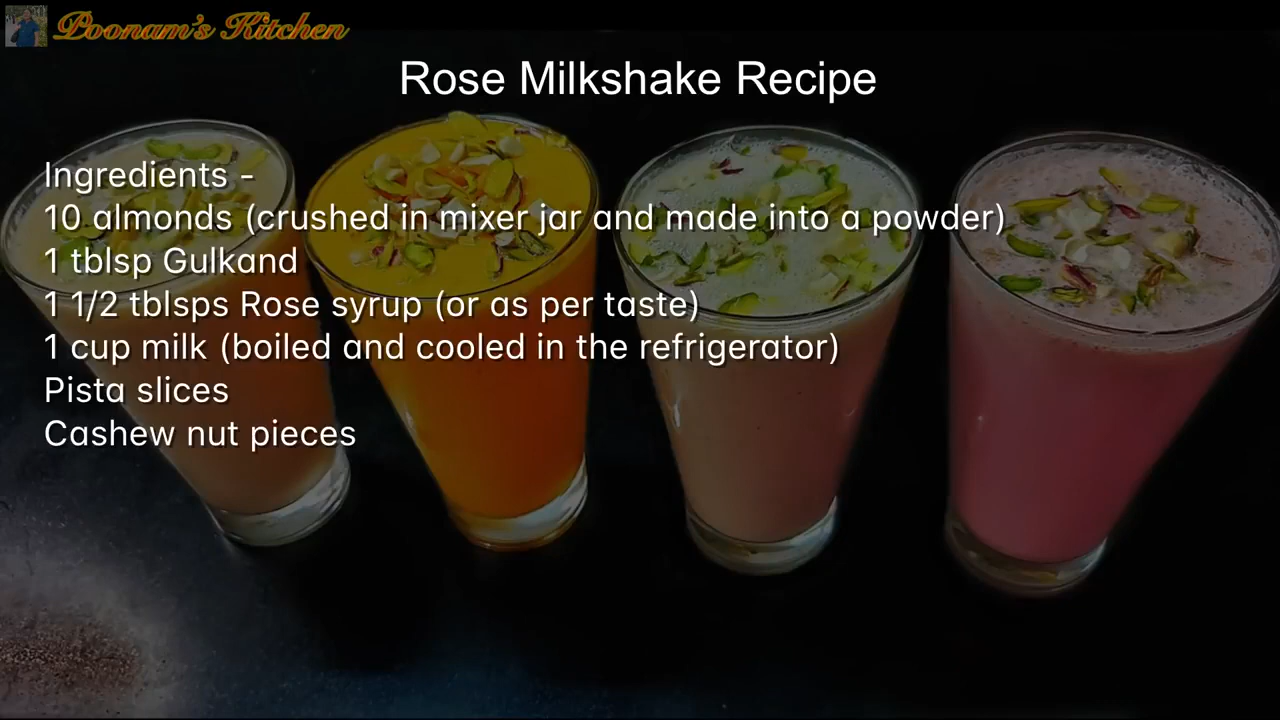 Poonam's Kitchen
Rose Milkshake Recipe
Ingredients -
10 almonds (crushed in mixer jar and made into a powder)
1 tblsp Gulkand
1 1/2 tblsps Rose syrup (or as per taste)
1 cup milk (boiled and cooled in the refrigerator)
Pista slices
Cashew nut pieces